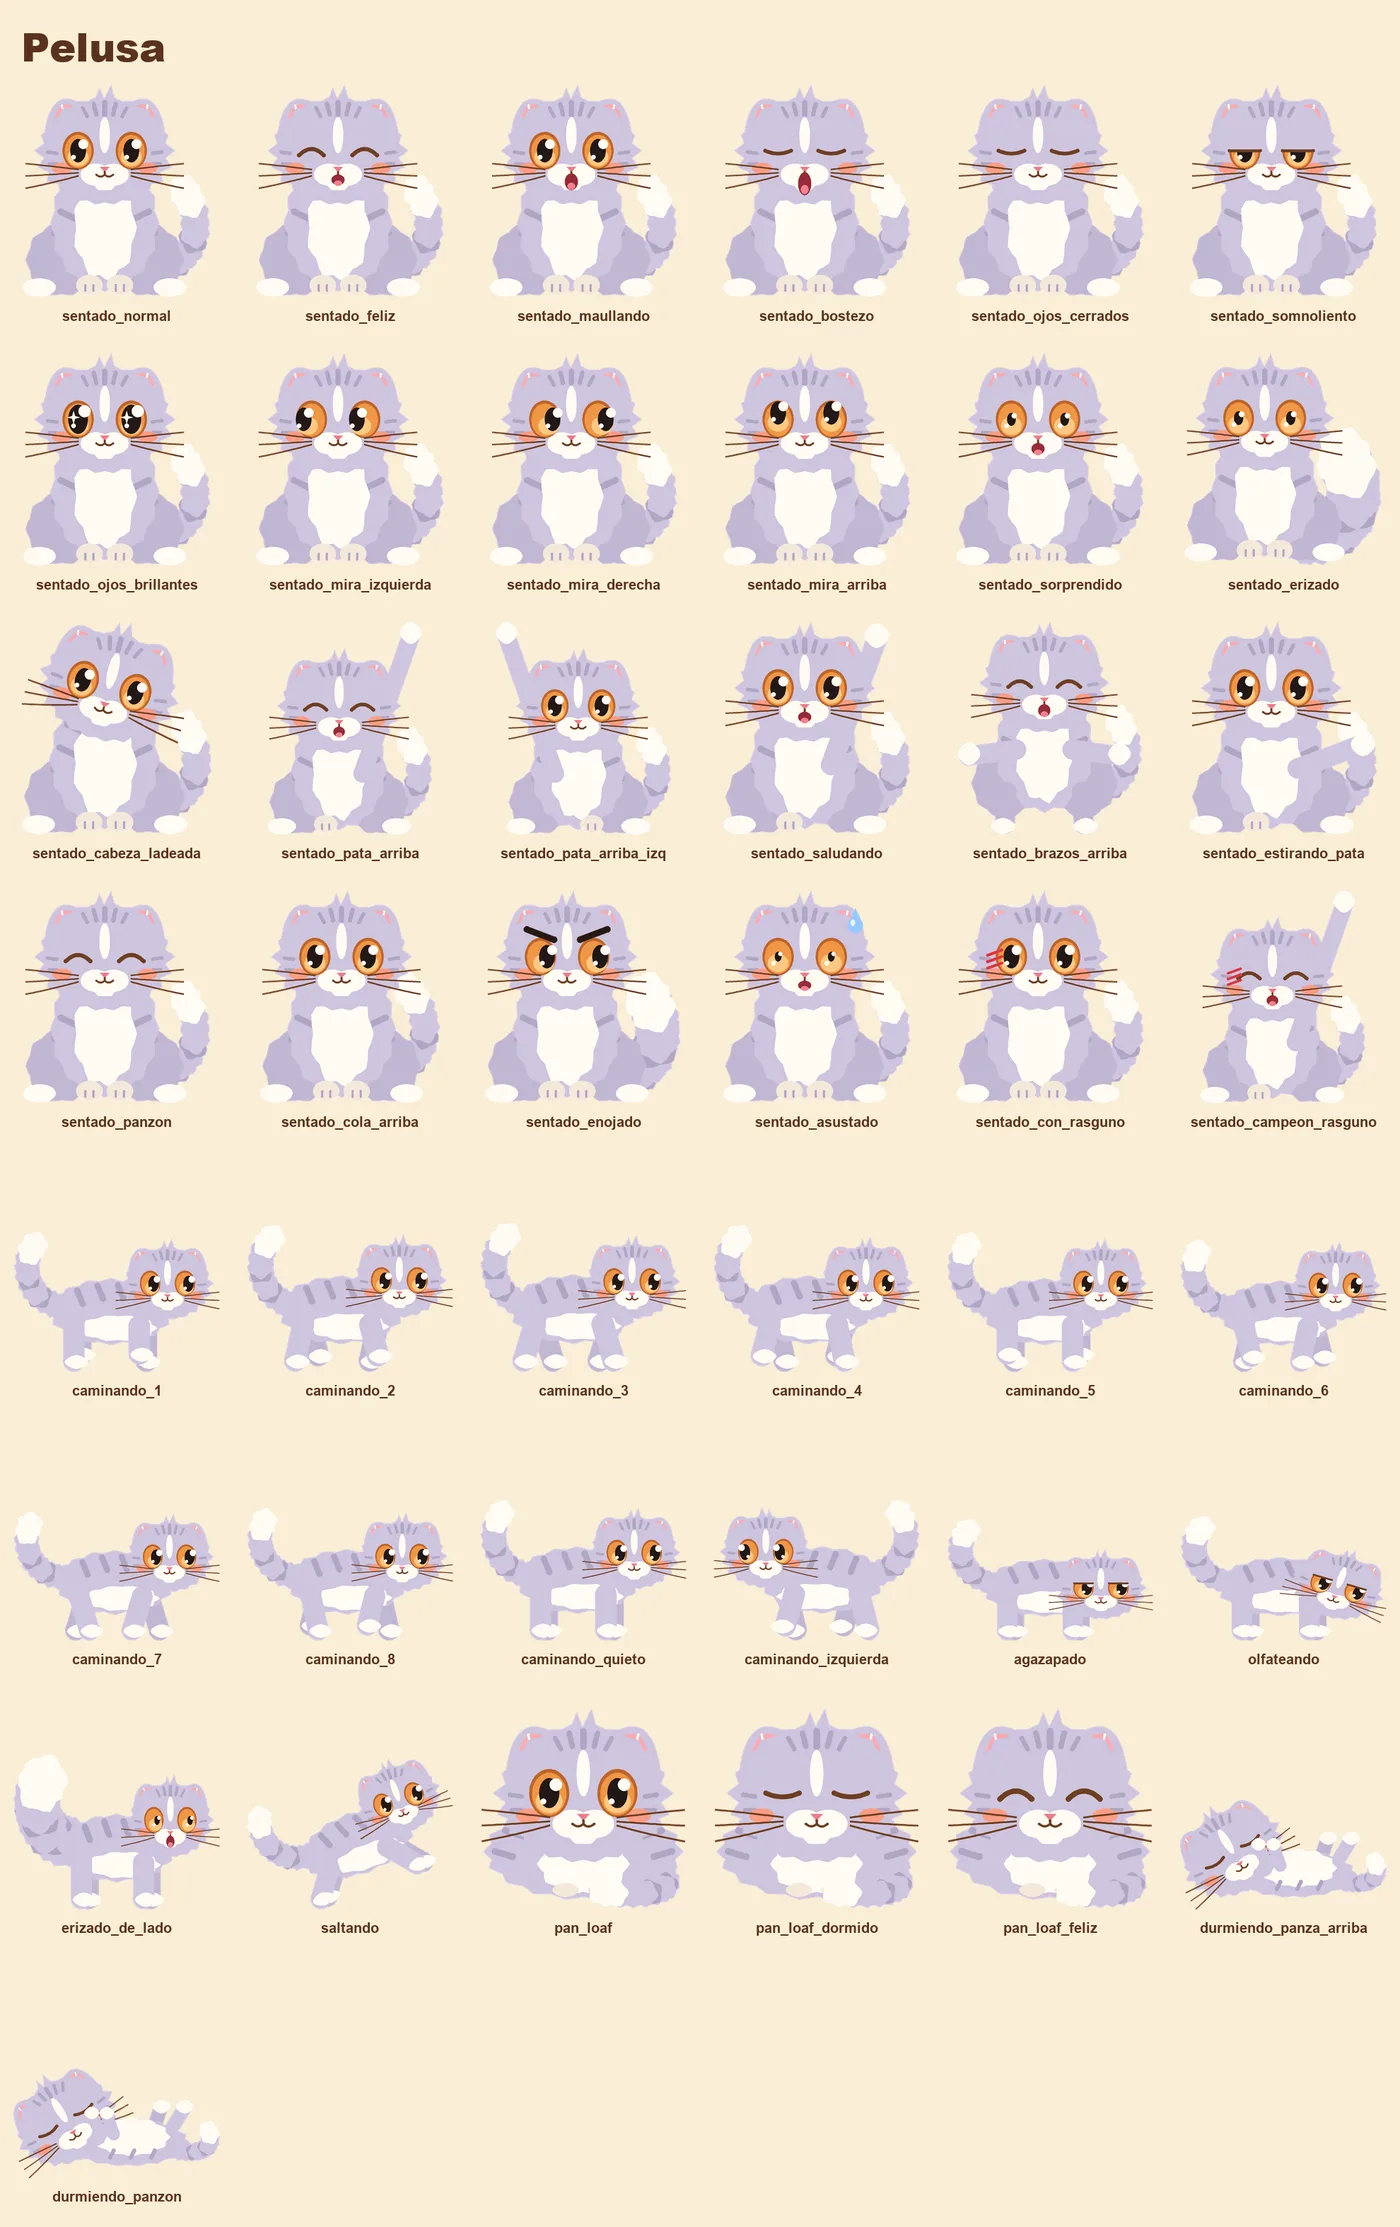 Pelusa
sentado_normal sentado_feliz sentado_maullando sentado_bostezo sentado_ojos_cerrados sentado_somnoliento
sentado_ojos_brillantes sentado_mira_izquierda sentado_mira_derecha sentado_mira_arriba sentado_sorprendido sentado_erizado
sentado_cabeza_ladeada sentado_pata_arriba sentado_pata_arriba_izq sentado_saludando sentado_brazos_arriba sentado_estirando_pata
sentado_panzon sentado_cola_arriba sentado_enojado sentado_asustado sentado_con_rasguno sentado_campeon_rasguno
caminando_1 caminando_2 caminando_3 caminando_4 caminando_5 caminando_6
caminando_7 caminando_8 caminando_quieto caminando_izquierda agazapado olfateando
erizado_de_lado saltando pan_loaf pan_loaf_dormido pan_loaf_feliz durmiendo_panza_arriba
durmiendo_panzon